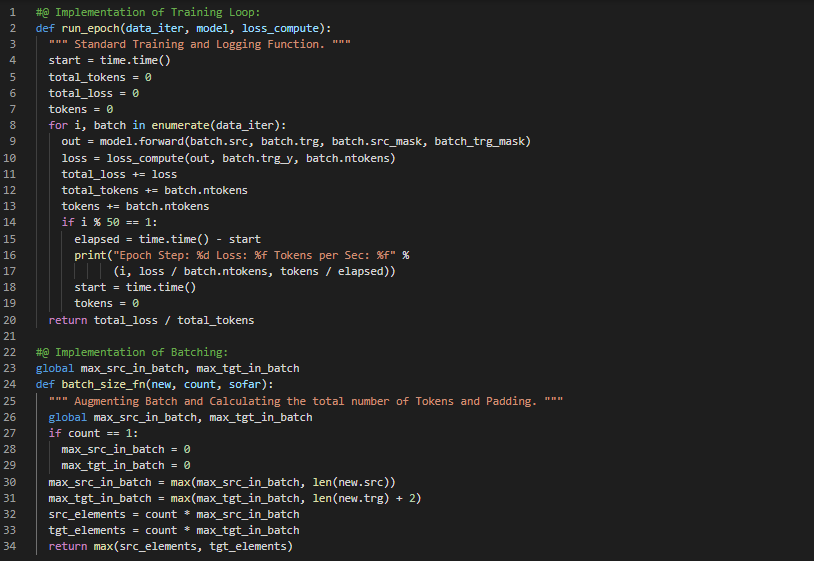 1 #@ Implementation of Training Loop:
2 def run_epoch(data_iter, model, loss_compute):
3   """ Standard Training and Logging Function. """
4   start = time.time()
5   total_tokens = 0
6   total_loss = 0
7   tokens = 0
8   for i, batch in enumerate(data_iter):
9     out = model.forward(batch.src, batch.trg, batch.src_mask, batch_trg_mask)
10     loss = loss_compute(out, batch.trg_y, batch.ntokens)
11     total_loss += loss
12     total_tokens += batch.ntokens
13     tokens += batch.ntokens
14     if i % 50 == 1:
15       elapsed = time.time() - start
16       print("Epoch Step: %d Loss: %f Tokens per Sec: %f" %
17             (i, loss / batch.ntokens, tokens / elapsed))
18       start = time.time()
19       tokens = 0
20   return total_loss / total_tokens
21
22 #@ Implementation of Batching:
23 global max_src_in_batch, max_tgt_in_batch
24 def batch_size_fn(new, count, sofar):
25   """ Augmenting Batch and Calculating the total number of Tokens and Padding. """
26   global max_src_in_batch, max_tgt_in_batch
27   if count == 1:
28     max_src_in_batch = 0
29     max_tgt_in_batch = 0
30   max_src_in_batch = max(max_src_in_batch, len(new.src))
31   max_tgt_in_batch = max(max_tgt_in_batch, len(new.trg) + 2)
32   src_elements = count * max_src_in_batch
33   tgt_elements = count * max_tgt_in_batch
34   return max(src_elements, tgt_elements)